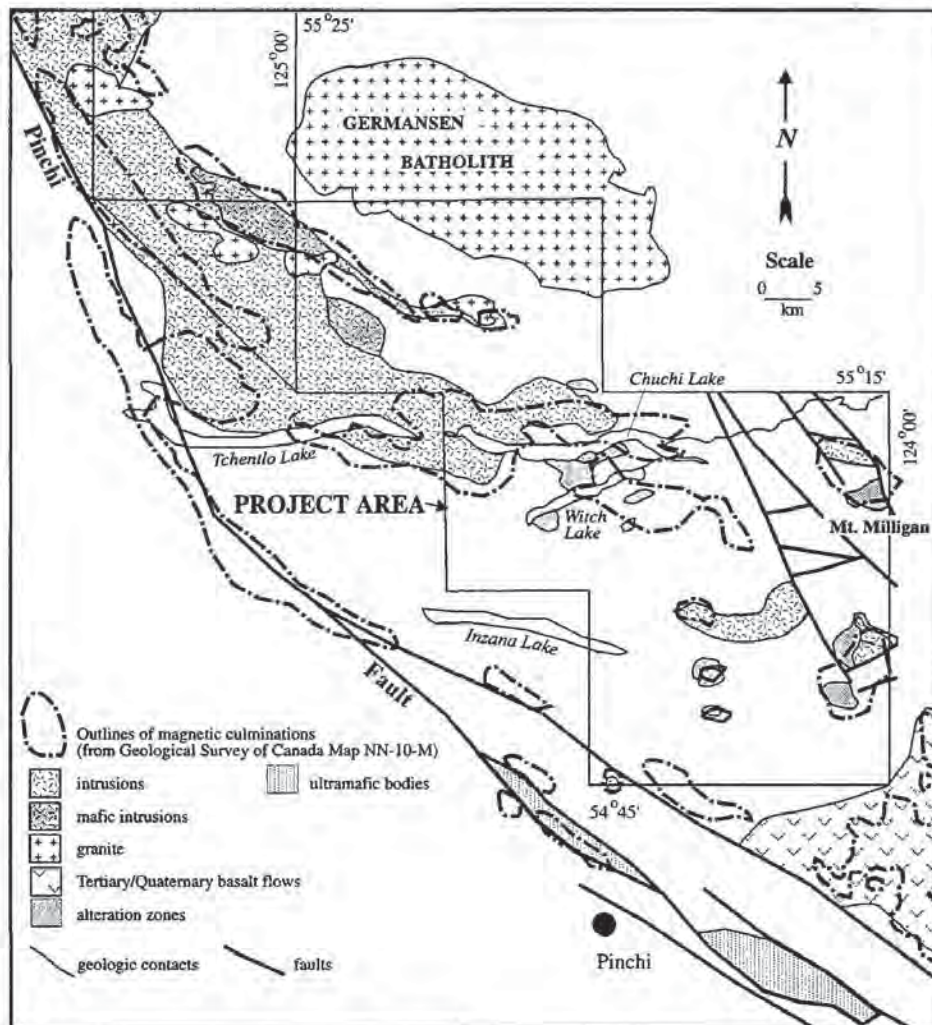 55°25'
125°00'
GERMANSEN
BATHOLITH
N
Scale
0 5
km
Pinchi
Chuchi Lake
55°15'
124°00'
Tchentlo Lake
PROJECT AREA
Witch
Lake
Mt. Milligan
Inzana Lake
Fault
Outlines of magnetic culminations
(from Geological Survey of Canada Map NN-10-M)
intrusions
ultramafic bodies
mafic intrusions
granite
Tertiary/Quaternary basalt flows
alteration zones
geologic contacts
faults
54°45'
Pinchi